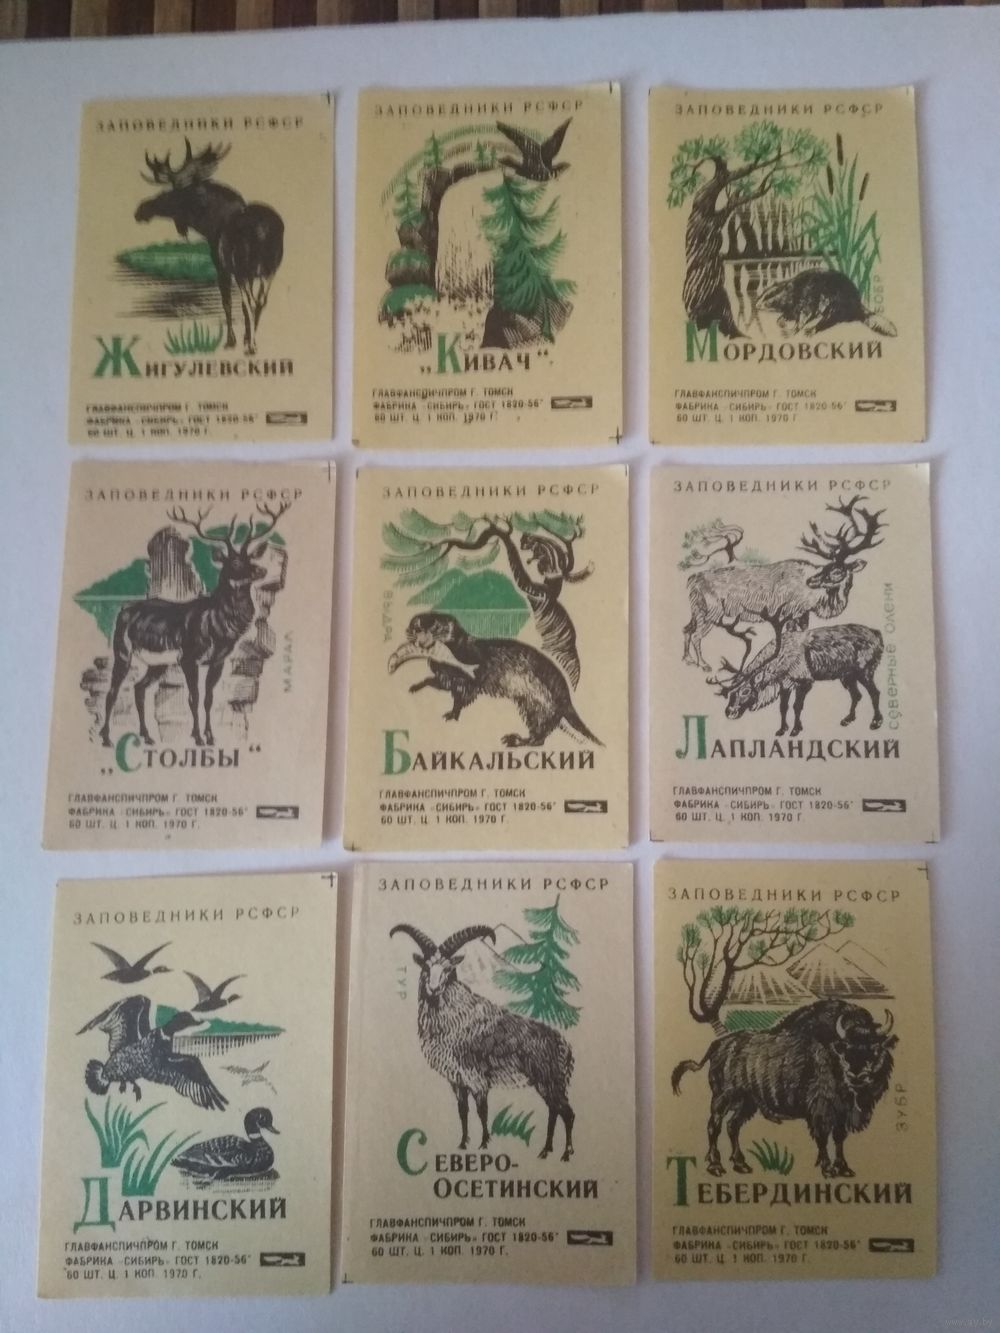 ЗАПОВЕДНИКИ РСФСР
ЖИГУЛЕВСКИЙ
ГЛАВФАНСПИЧПРОМ Г. ТОМСК
ФАБРИКА «СИБИРЬ» ГОСТ 1820-56*
60 ШТ. Ц. 1 КОП. 1970 Г.
ЗАПОВЕДНИКИ РСФСР
„КИВАЧ“
ГЛАВФАНСПИЧПРОМ Г. ТОМСК
ФАБРИКА «СИБИРЬ» ГОСТ 1820-56*
60 ШТ. Ц. 1 КОП. 1970 Г.
ЗАПОВЕДНИКИ РСФСР
БОБР
МОРДОВСКИЙ
ГЛАВФАНСПИЧПРОМ Г. ТОМСК
ФАБРИКА «СИБИРЬ» ГОСТ 1820-56*
60 ШТ. Ц. 1 КОП. 1970 Г.
ЗАПОВЕДНИКИ РСФСР
МАРАЛ
„СТОЛБЫ“
ГЛАВФАНСПИЧПРОМ Г. ТОМСК
ФАБРИКА «СИБИРЬ» ГОСТ 1820-56*
60 ШТ. Ц. 1 КОП. 1970 Г.
ЗАПОВЕДНИКИ РСФСР
ВЫДРА
БАЙКАЛЬСКИЙ
ГЛАВФАНСПИЧПРОМ Г. ТОМСК
ФАБРИКА «СИБИРЬ» ГОСТ 1820-56*
60 ШТ. Ц. 1 КОП. 1970 Г.
ЗАПОВЕДНИКИ РСФСР
СЕВЕРНЫЕ ОЛЕНИ
ЛАПЛАНДСКИЙ
ГЛАВФАНСПИЧПРОМ Г. ТОМСК
ФАБРИКА «СИБИРЬ» ГОСТ 1820-56*
60 ШТ. Ц. 1 КОП. 1970 Г.
ЗАПОВЕДНИКИ РСФСР
ДАРВИНСКИЙ
ГЛАВФАНСПИЧПРОМ Г. ТОМСК
ФАБРИКА «СИБИРЬ» ГОСТ 1820-56*
60 ШТ. Ц. 1 КОП. 1970 Г.
ЗАПОВЕДНИКИ РСФСР
ТУР
СЕВЕРО-
ОСЕТИНСКИЙ
ГЛАВФАНСПИЧПРОМ Г. ТОМСК
ФАБРИКА «СИБИРЬ» ГОСТ 1820-56*
60 ШТ. Ц. 1 КОП. 1970 Г.
ЗАПОВЕДНИКИ РСФСР
ЗУБР
ТЕБЕРДИНСКИЙ
ГЛАВФАНСПИЧПРОМ Г. ТОМСК
ФАБРИКА «СИБИРЬ» ГОСТ 1820-56*
60 ШТ. Ц. 1 КОП. 1970 Г.